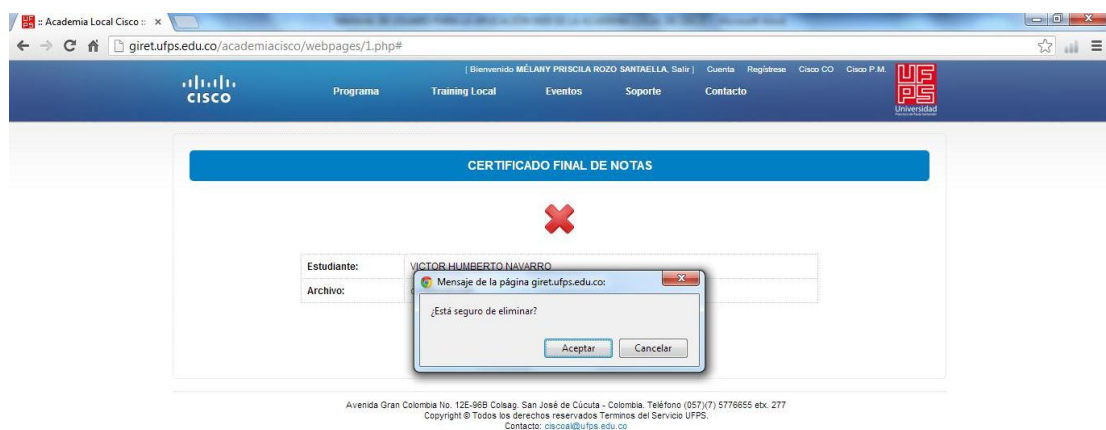 :: Academia Local Cisco ::
giret.ufps.edu.co/academiacisco/webpages/1.php#
[ Bienvenido MÉLANY PRISCILA ROZO SANTAELLA, Salir ] Cuenta Regístrese Cisco CO Cisco P.M.
CISCO
Programa Training Local Eventos Soporte Contacto
UFPS
Universidad
CERTIFICADO FINAL DE NOTAS
Estudiante: VICTOR HUMBERTO NAVARRO
Archivo:
Mensaje de la página giret.ufps.edu.co:
¿Está seguro de eliminar?
Aceptar Cancelar
Avenida Gran Colombia No. 12E-96B Colsag. San José de Cúcuta - Colombia. Teléfono (057)(7) 5776655 etx. 277
Copyright © Todos los derechos reservados Terminos del Servicio UFPS.
Contacto: ciscoal@ufps.edu.co